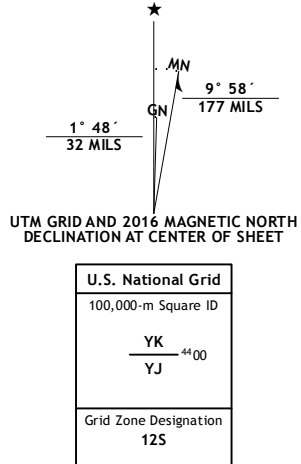 ★
MN
GN
9° 58´
177 MILS
1° 48´
32 MILS
UTM GRID AND 2016 MAGNETIC NORTH
DECLINATION AT CENTER OF SHEET
U.S. National Grid
100,000-m Square ID
YK
4400
YJ
Grid Zone Designation
12S